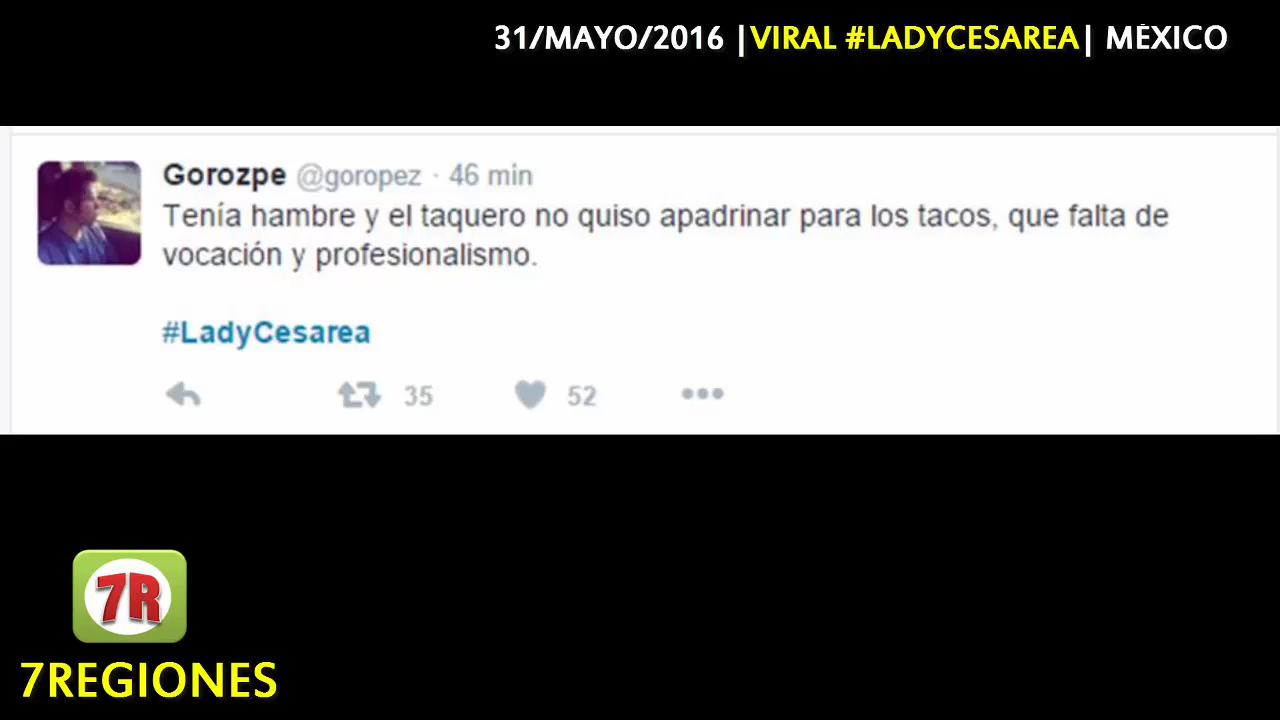 31/MAYO/2016 |VIRAL #LADYCESAREA| MÉXICO
Gorozpe @goropez · 46 min
Tenía hambre y el taquero no quiso apadrinar para los tacos, que falta de
vocación y profesionalismo.
#LadyCesarea
35 52
7R
7REGIONES